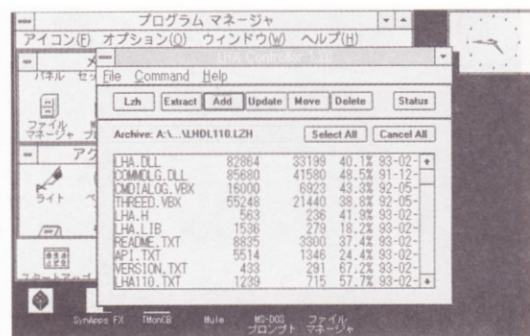 プログラム マネージャ
アイコン(F) オプション(O) ウィンドウ(W) ヘルプ(H)
LHA Controller
File Command Help
パネル
Lzh Extract Add Update Move Delete Status
ファイル
マネージャ
Archive: A:\...\LHDL110.LZH Select All Cancel All
LHA.DLL 82864 33199 40.1% 93-02-
COMMDLG.DLL 85680 41580 48.5% 91-12-
CMDIALOG.VBX 16000 6923 43.3% 92-05-
THREED.VBX 55248 21440 38.8% 92-05-
LHA.H 563 236 41.9% 93-02-
LHA.LIB 1536 279 18.2% 93-02-
README.TXT 8835 3300 37.4% 93-02-
API.TXT 5514 1346 24.4% 93-02-
VERSION.TXT 433 291 67.2% 93-02-
LHA110.TXT 1239 715 57.7% 93-02-
ライト
スタートアップ
SynApps FX TMonCB Mule MS-DOS プロンプト ファイル マネージャ